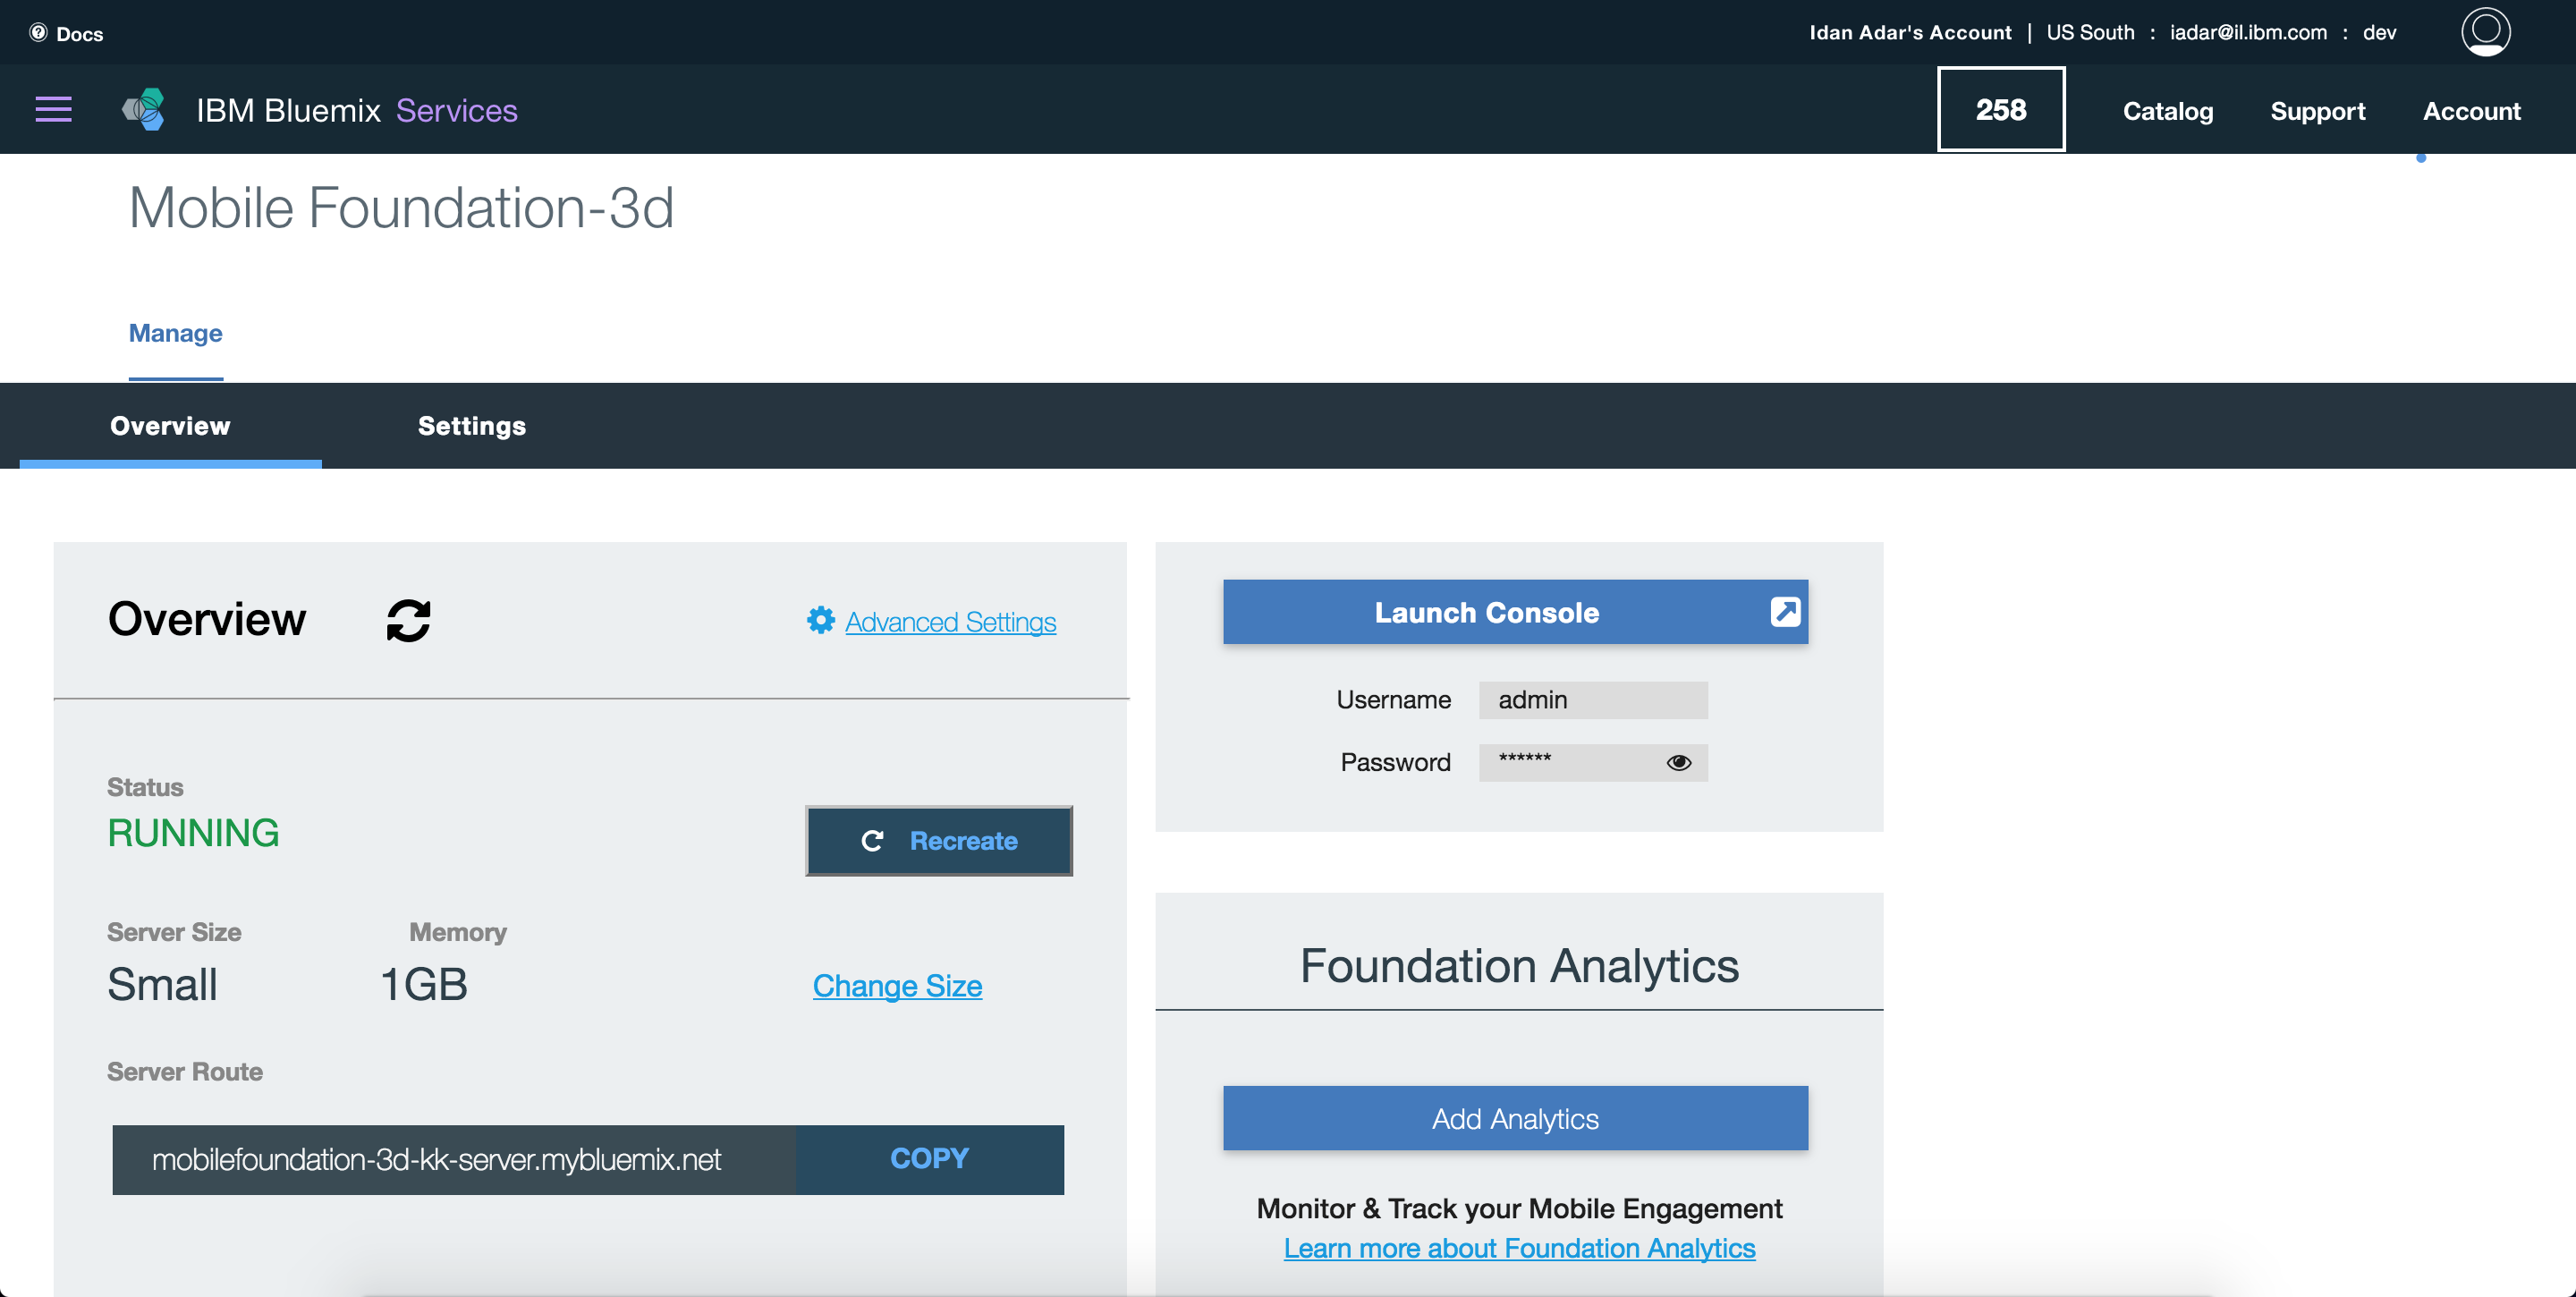 Docs
Idan Adar's Account | US South : iadar@il.ibm.com : dev
IBM Bluemix Services
258
Catalog
Support
Account
Mobile Foundation-3d
Manage
Overview
Settings
Overview
Advanced Settings
Status
RUNNING
Recreate
Server Size
Memory
Small
1GB
Change Size
Server Route
mobilefoundation-3d-kk-server.mybluemix.net
COPY
Launch Console
Username
admin
Password
******
Foundation Analytics
Add Analytics
Monitor & Track your Mobile Engagement
Learn more about Foundation Analytics